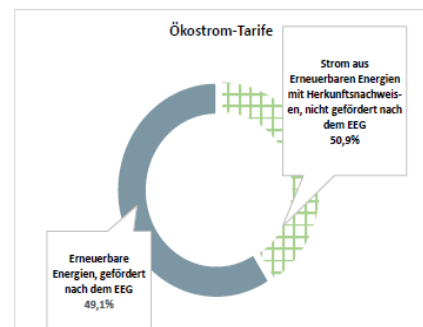 Ökostrom-Tarife
Strom aus
Erneuerbaren Energien
mit Herkunftsnachweis-
en, nicht gefördert nach
dem EEG
50,9%
Erneuerbare
Energien, gefördert
nach dem EEG
49,1%